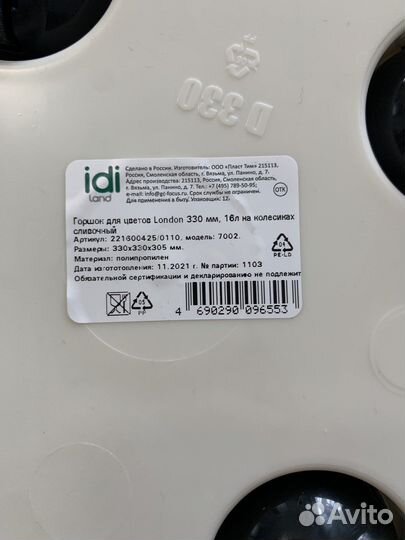 D 330
idi
land
Сделано в России. Изготовитель: ООО «Пласт Тим» 215113,
Россия, Смоленская область, г. Вязьма, ул. Панино, д. 7.
Адрес производства: 215113, Россия, Смоленская область,
г. Вязьма, ул. Панино, д. 7. Тел.: +7 (495) 789-50-95;
e-mail: info@gc-focus.ru. Срок службы не ограничен.
Для применения в быту. Упаковщик: 12.
ОТК
Горшок для цветов London 330 мм, 16л на колесиках
сливочный
Артикул: 221600425/0110, модель: 7002.
Размеры: 330х330х305 мм.
Материал: полипропилен
Дата изготовления: 11.2021 г. № партии: 1103
Обязательной сертификации и декларированию не подлежит
04
PE-LD
05
PP
4 690290 096553
Avito